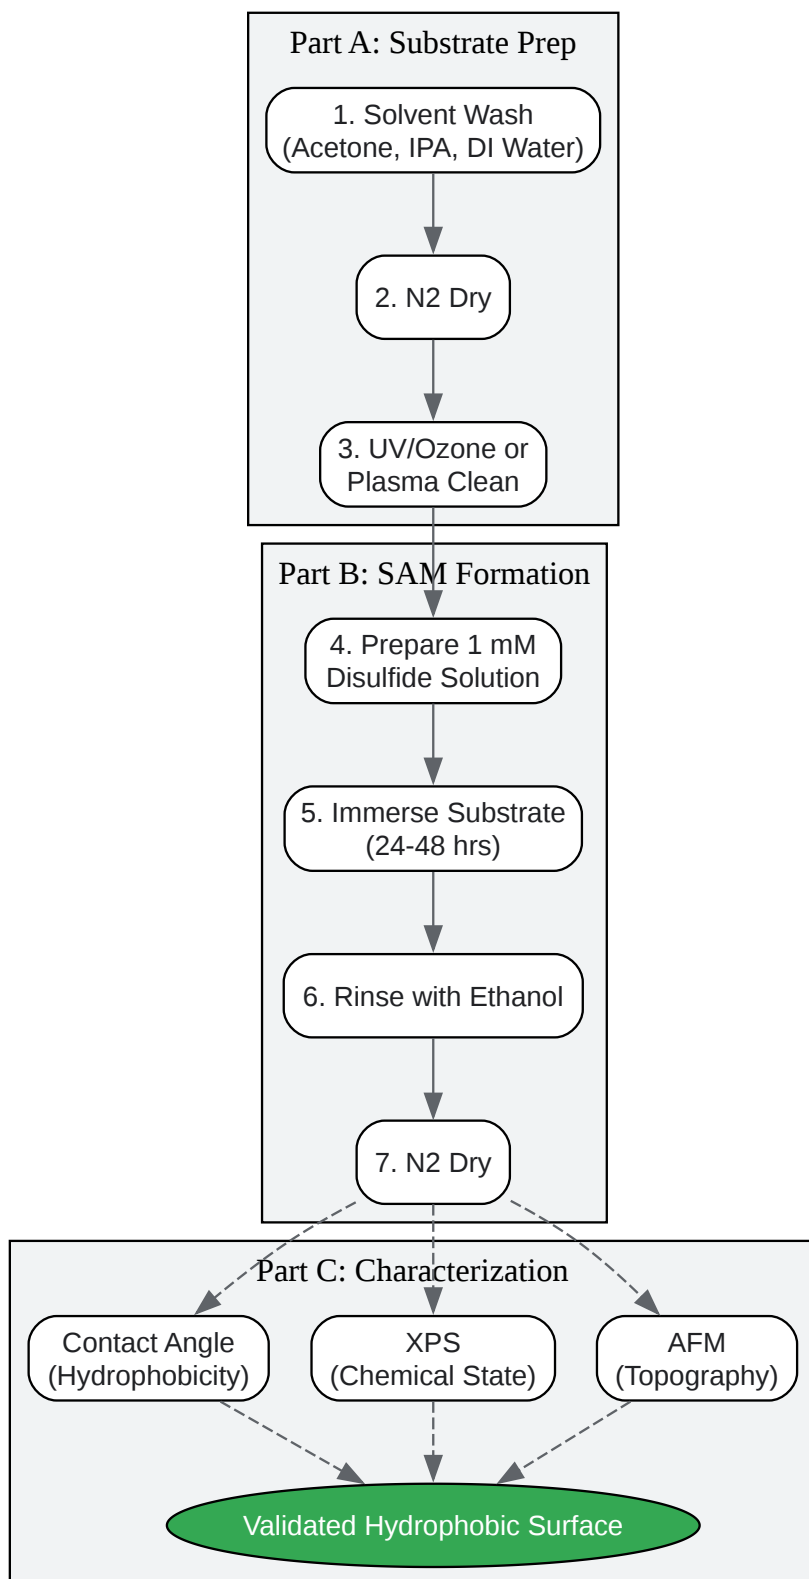 Part A: Substrate Prep
1. Solvent Wash
(Acetone, IPA, DI Water)
2. N2 Dry
3. UV/Ozone or
Plasma Clean
Part B: SAM Formation
4. Prepare 1 mM
Disulfide Solution
5. Immerse Substrate
(24-48 hrs)
6. Rinse with Ethanol
7. N2 Dry
Part C: Characterization
Contact Angle
(Hydrophobicity)
XPS
(Chemical State)
AFM
(Topography)
Validated Hydrophobic Surface